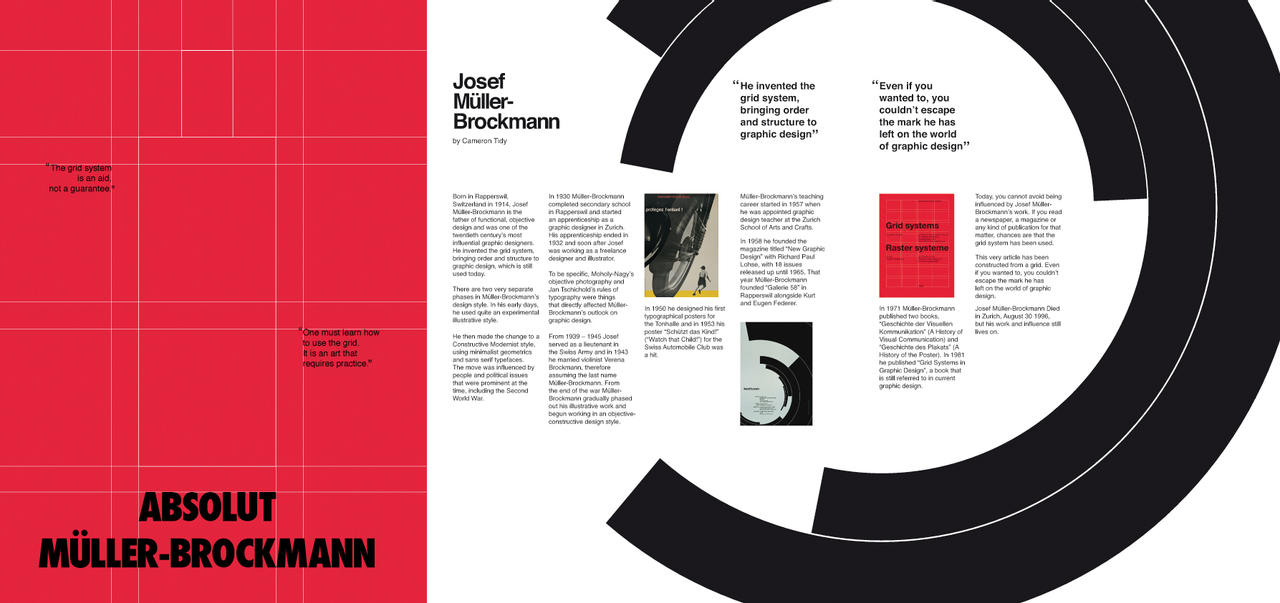 “The grid system
is an aid,
not a guarantee.”
“One must learn how
to use the grid.
It is an art that
requires practice.”
ABSOLUT
MÜLLER-BROCKMANN
Josef
Müller-
Brockmann
by Cameron Tidy
“He invented the
grid system,
bringing order
and structure to
graphic design”
“Even if you
wanted to, you
couldn’t escape
the mark he has
left on the world
of graphic design”
Born in Rapperswil,
Switzerland in 1914, Josef
Müller-Brockmann is the
father of functional, objective
design and was one of the
twentieth century’s most
influential graphic designers.
He invented the grid system,
bringing order and structure to
graphic design, which is still
used today.
There are two very separate
phases in Müller-Brockmann’s
design style. In his early days,
he used quite an experimental
illustrative style.
He then made the change to a
Constructive Modernist style,
using minimalist geometrics
and sans serif typefaces.
The move was influenced by
people and political issues
that were prominent at the
time, including the Second
World War.
In 1930 Müller-Brockmann
completed secondary school
in Rapperswil and started
an apprenticeship as a
graphic designer in Zurich.
His apprenticeship ended in
1932 and soon after Josef
was working as a freelance
designer and illustrator.
To be specific, Moholy-Nagy’s
objective photography and
Jan Tschichold’s rules of
typography were things
that directly affected Müller-
Brockmann’s outlook on
graphic design.
From 1939 – 1945 Josef
served as a lieutenant in
the Swiss Army and in 1943
he married violinist Verena
Brockmann, therefore
assuming the last name
Müller-Brockmann. From
the end of the war Müller-
Brockmann gradually phased
out his illustrative work and
begun working in an objective-
constructive design style.
protégez l’enfant !
In 1950 he designed his first
typographical posters for
the Tonhalle and in 1953 his
poster “Schützt das Kind!”
(“Watch that Child!”) for the
Swiss Automobile Club was
a hit.
Müller-Brockmann’s teaching
career started in 1957 when
he was appointed graphic
design teacher at the Zurich
School of Arts and Crafts.
In 1958 he founded the
magazine titled “New Graphic
Design” with Richard Paul
Lohse, with 18 issues
released up until 1965, That
year Müller-Brockmann
founded “Galerie 58” in
Rapperswil alongside Kurt
and Eugen Federer.
beethoven
Grid systems
Raster systeme
In 1971 Müller-Brockmann
published two books,
“Geschichte der Visuellen
Kommunikation” (A History of
Visual Communication) and
“Geschichte des Plakats” (A
History of the Poster). In 1981
he published “Grid Systems in
Graphic Design”, a book that
is still referred to in current
graphic design.
Today, you cannot avoid being
influenced by Josef Müller-
Brockmann’s work. If you read
a newspaper, a magazine or
any kind of publication for that
matter, chances are that the
grid system has been used.
This very article has been
constructed from a grid. Even
if you wanted to, you couldn’t
escape the mark he has
left on the world of graphic
design.
Josef Müller-Brockmann Died
in Zurich, August 30 1996,
but his work and influence still
lives on.